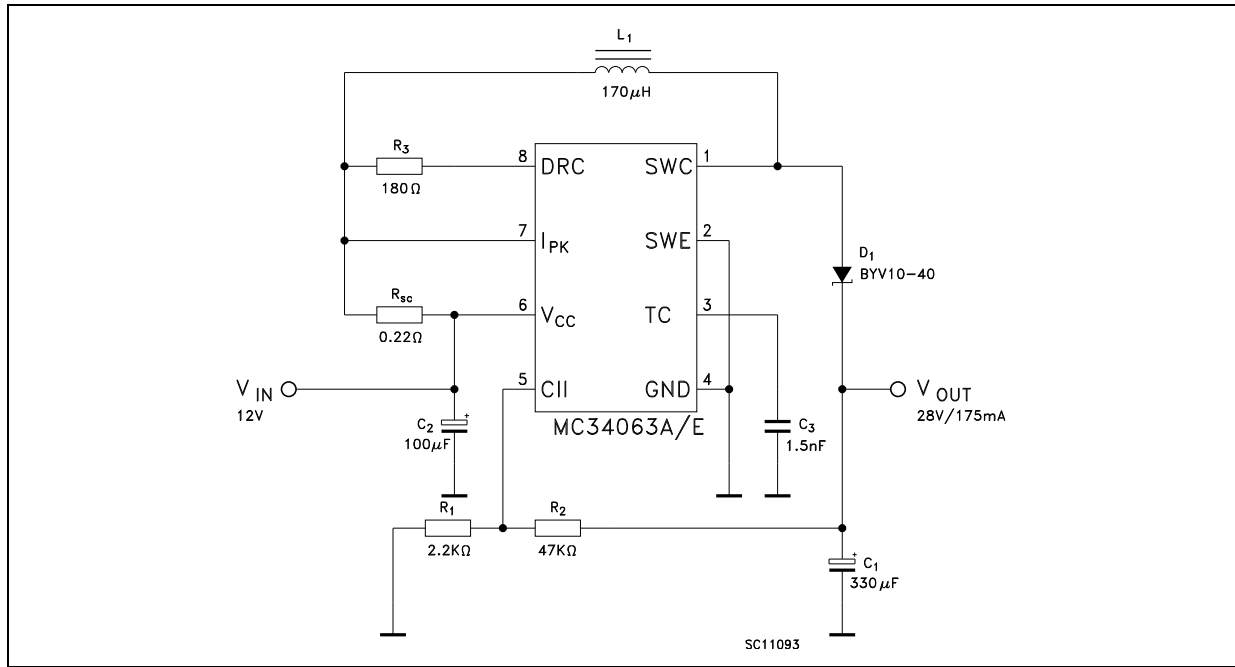 L1
170μH
R3
180Ω
8 DRC SWC 1
7 IPK SWE 2
D1
BYV10-40
Rsc
0.22Ω
6 VCC TC 3
VIN
12V
5 CII GND 4
VOUT
28V/175mA
C2
100μF
+
MC34063A/E
C3
1.5nF
R1
2.2KΩ
R2
47KΩ
+
C1
330μF
SC11093